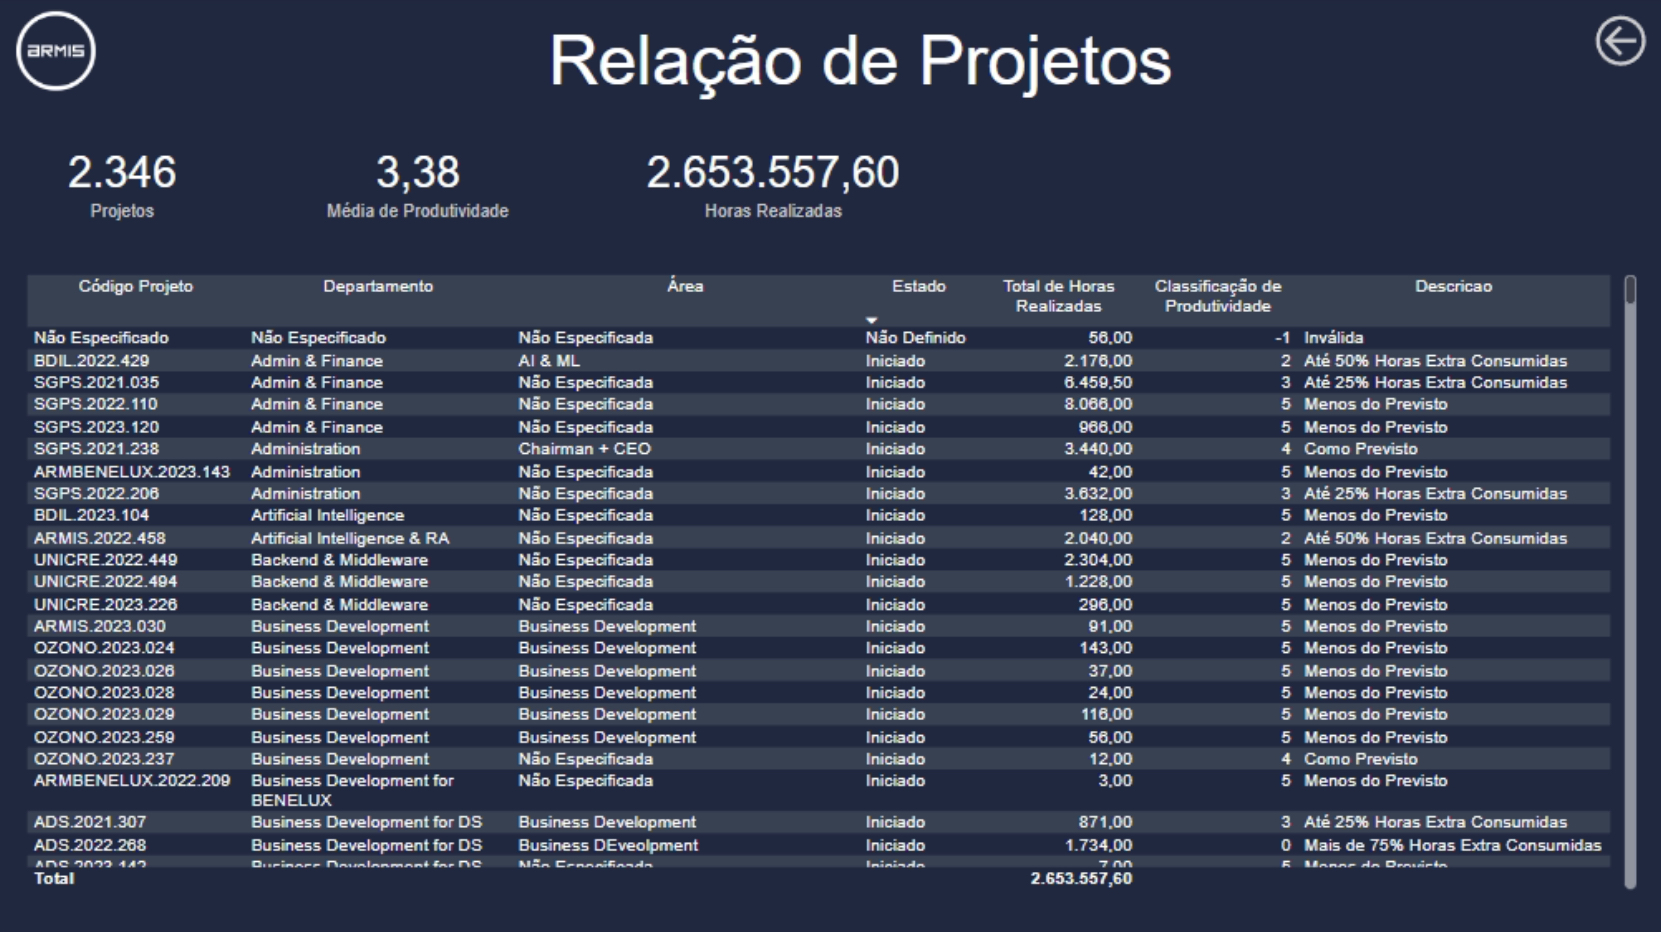 ARMIS
Relação de Projetos
2.346 3,38 2.653.557,60
Projetos Média de Produtividade Horas Realizadas
Código Projeto Departamento Área Estado Total de Horas Realizadas Classificação de Produtividade Descricao
Não Especificado Não Especificado Não Especificada Não Definido 56,00 -1 Inválida
BDIL.2022.429 Admin & Finance AI & ML Iniciado 2.176,00 2 Até 50% Horas Extra Consumidas
SGPS.2021.035 Admin & Finance Não Especificada Iniciado 6.459,50 3 Até 25% Horas Extra Consumidas
SGPS.2022.110 Admin & Finance Não Especificada Iniciado 8.066,00 5 Menos do Previsto
SGPS.2023.120 Admin & Finance Não Especificada Iniciado 966,00 5 Menos do Previsto
SGPS.2021.238 Administration Chairman + CEO Iniciado 3.440,00 4 Como Previsto
ARMBENELUX.2023.143 Administration Não Especificada Iniciado 42,00 5 Menos do Previsto
SGPS.2022.206 Administration Não Especificada Iniciado 3.632,00 3 Até 25% Horas Extra Consumidas
BDIL.2023.104 Artificial Intelligence Não Especificada Iniciado 128,00 5 Menos do Previsto
ARMIS.2022.458 Artificial Intelligence & RA Não Especificada Iniciado 2.040,00 2 Até 50% Horas Extra Consumidas
UNICRE.2022.449 Backend & Middleware Não Especificada Iniciado 2.304,00 5 Menos do Previsto
UNICRE.2022.494 Backend & Middleware Não Especificada Iniciado 1.228,00 5 Menos do Previsto
UNICRE.2023.226 Backend & Middleware Não Especificada Iniciado 296,00 5 Menos do Previsto
ARMIS.2023.030 Business Development Business Development Iniciado 91,00 5 Menos do Previsto
OZONO.2023.024 Business Development Business Development Iniciado 143,00 5 Menos do Previsto
OZONO.2023.026 Business Development Business Development Iniciado 37,00 5 Menos do Previsto
OZONO.2023.028 Business Development Business Development Iniciado 24,00 5 Menos do Previsto
OZONO.2023.029 Business Development Business Development Iniciado 116,00 5 Menos do Previsto
OZONO.2023.259 Business Development Business Development Iniciado 56,00 5 Menos do Previsto
OZONO.2023.237 Business Development Não Especificada Iniciado 12,00 4 Como Previsto
ARMBENELUX.2022.209 Business Development for BENELUX Não Especificada Iniciado 3,00 5 Menos do Previsto
ADS.2021.307 Business Development for DS Business Development Iniciado 871,00 3 Até 25% Horas Extra Consumidas
ADS.2022.268 Business Development for DS Business DEveolpment Iniciado 1.734,00 0 Mais de 75% Horas Extra Consumidas
ADS.2023.142 Business Development for DS Não Especificada Iniciado 7,00 5 Menos do Previsto
Total 2.653.557,60